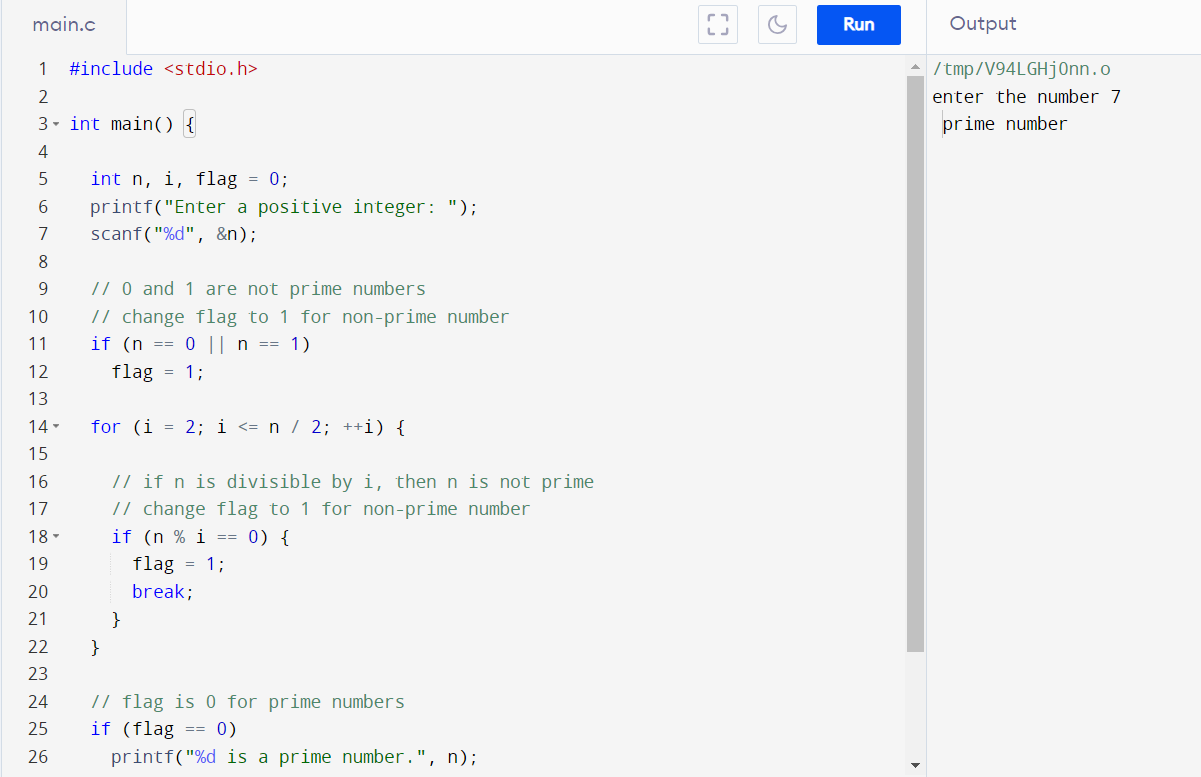 main.c
Run
Output
1 #include <stdio.h>
2
3 int main() {
4
5 int n, i, flag = 0;
6 printf("Enter a positive integer: ");
7 scanf("%d", &n);
8
9 // 0 and 1 are not prime numbers
10 // change flag to 1 for non-prime number
11 if (n == 0 || n == 1)
12 flag = 1;
13
14 for (i = 2; i <= n / 2; ++i) {
15
16 // if n is divisible by i, then n is not prime
17 // change flag to 1 for non-prime number
18 if (n % i == 0) {
19 flag = 1;
20 break;
21 }
22 }
23
24 // flag is 0 for prime numbers
25 if (flag == 0)
26 printf("%d is a prime number.", n);
/tmp/V94LGHj0nn.o
enter the number 7
prime number